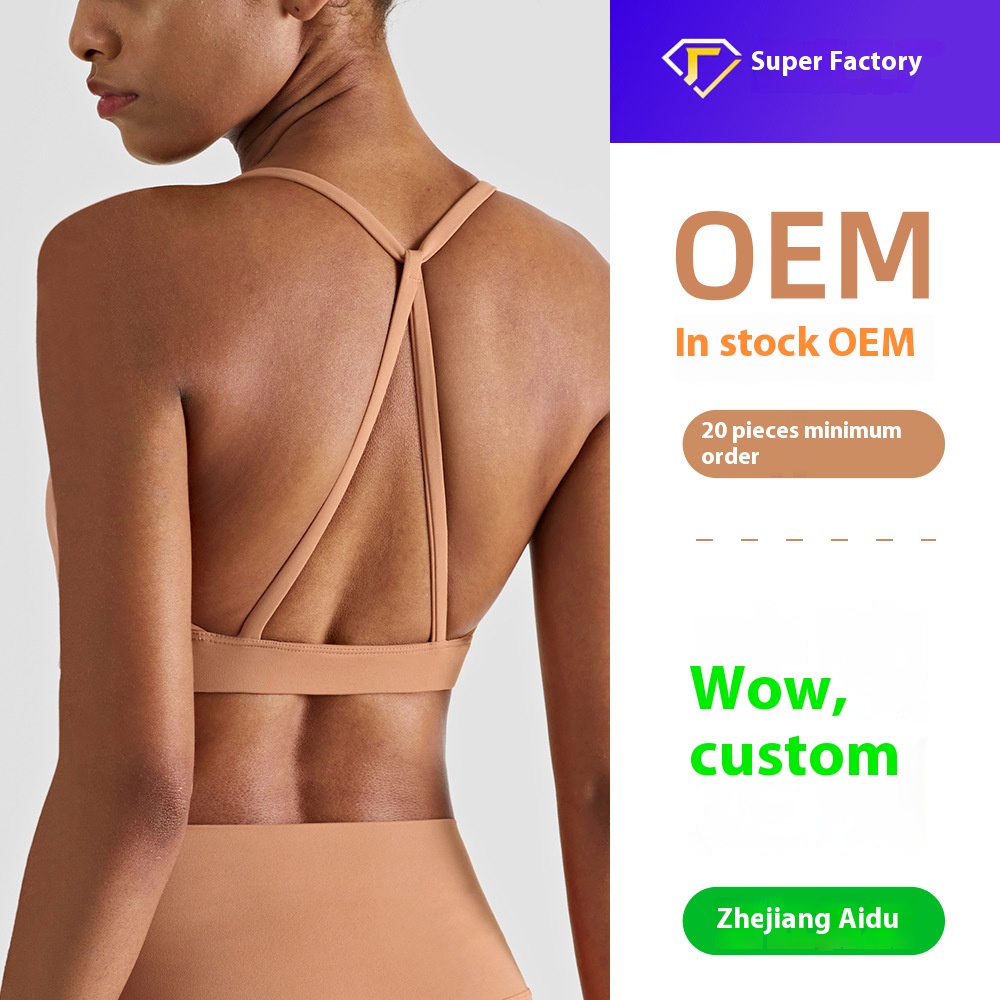 Super Factory
OEM
In stock OEM
20 pieces minimum
order
Wow,
custom
Zhejiang Aidu